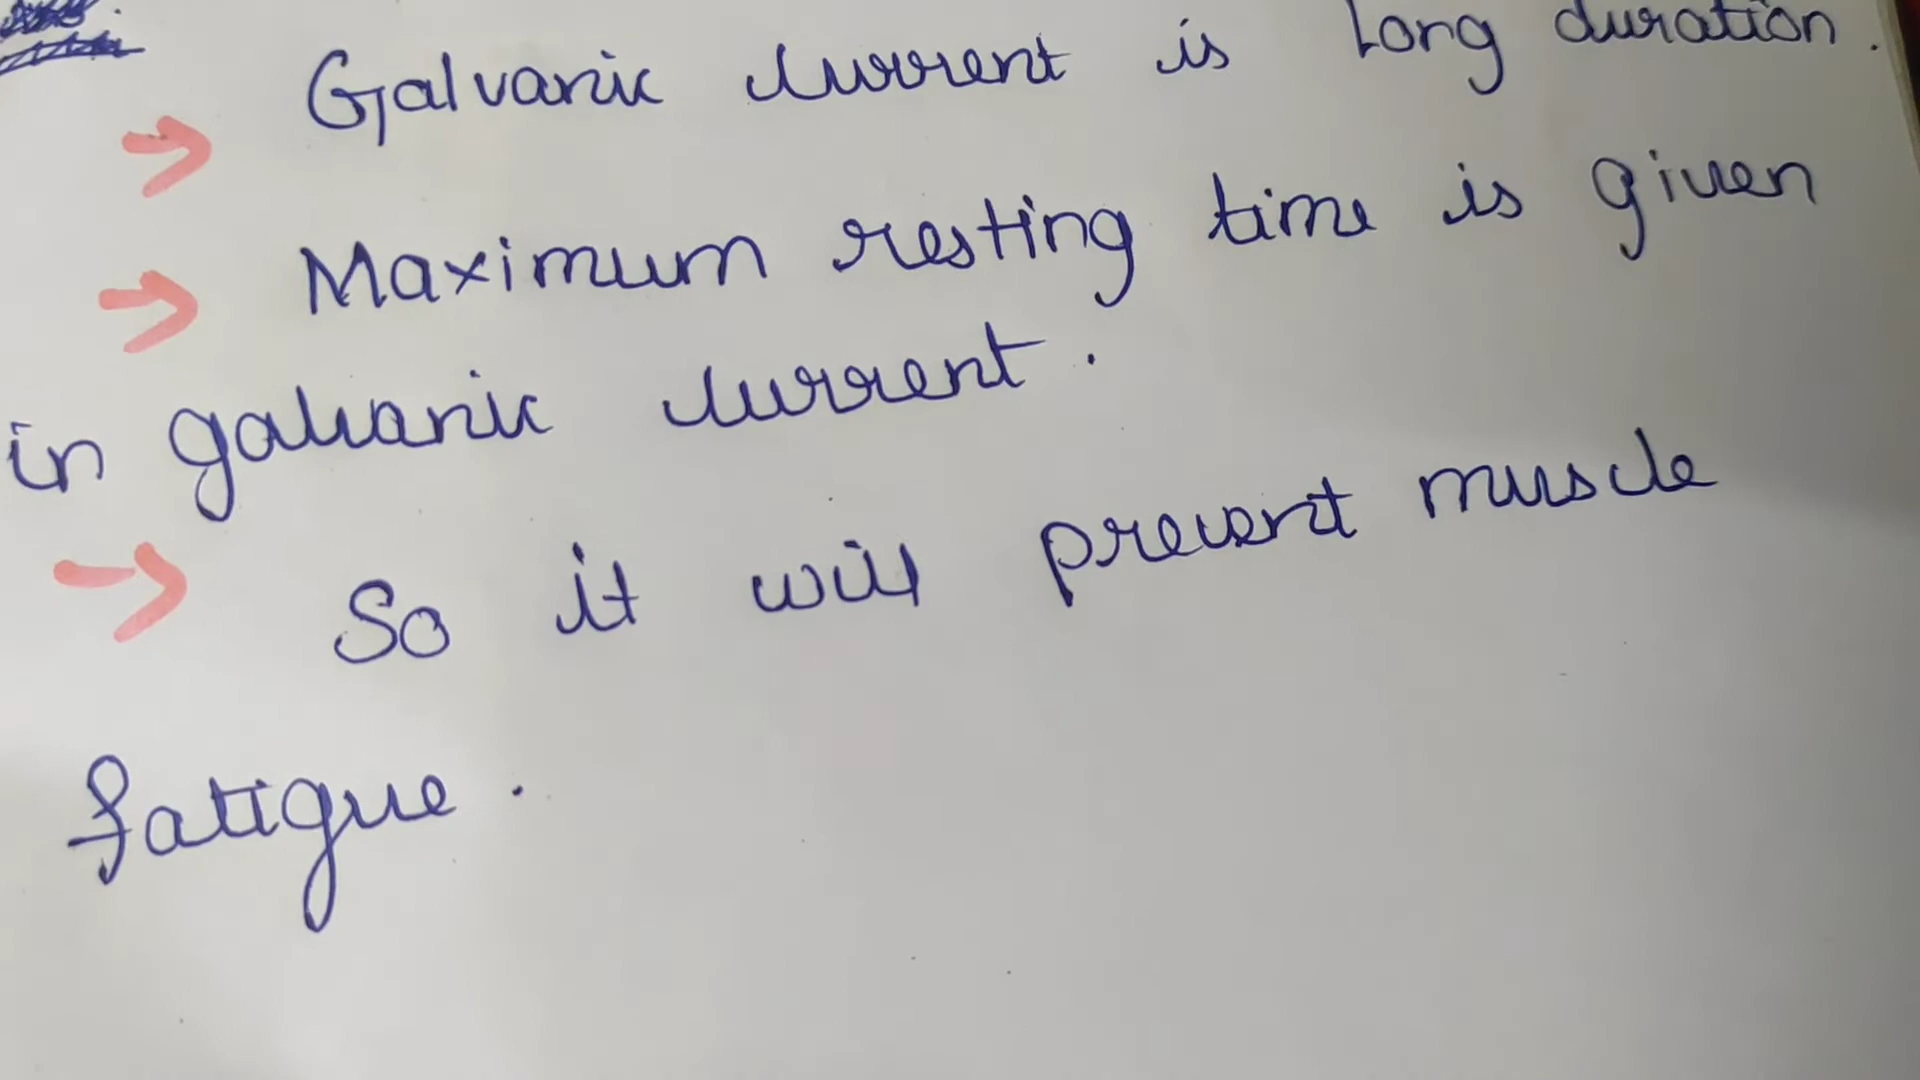 Galvanic current is Long duration.
→ Maximum resting time is given
in galvanic current.
→ So it will prevent muscle
fatigue.